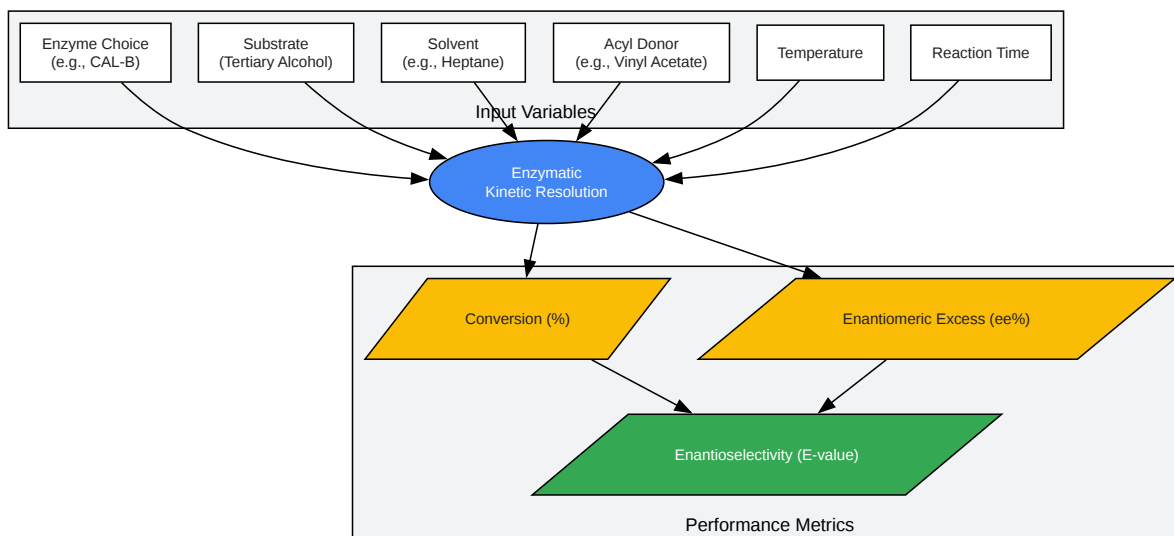 Enzyme Choice
(e.g., CAL-B)
Substrate
(Tertiary Alcohol)
Solvent
(e.g., Heptane)
Acyl Donor
(e.g., Vinyl Acetate)
Temperature
Reaction Time
Input Variables
Enzymatic
Kinetic Resolution
Conversion (%)
Enantiomeric Excess (ee%)
Enantioselectivity (E-value)
Performance Metrics